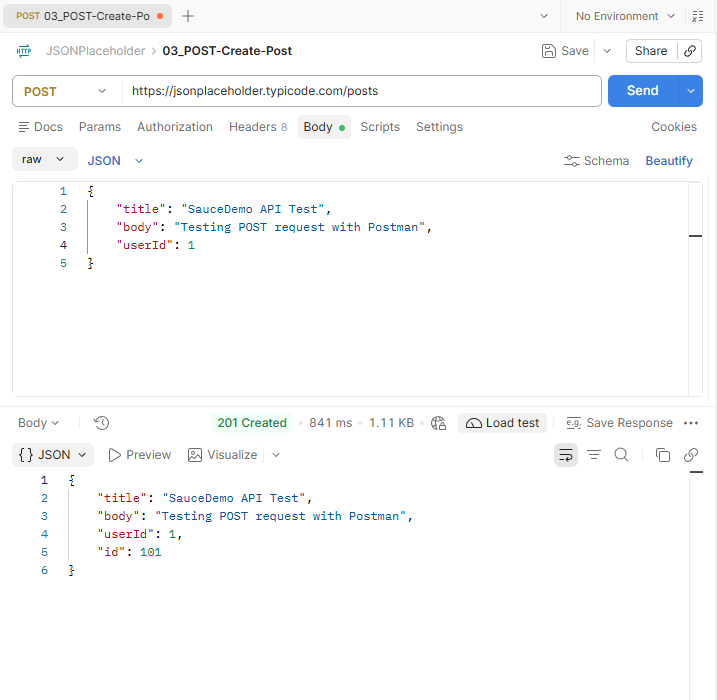 POST 03_POST-Create-Po No Environment
HTTP JSONPlaceholder > 03_POST-Create-Post Save Share
POST https://jsonplaceholder.typicode.com/posts Send
Docs Params Authorization Headers 8 Body Scripts Settings Cookies
raw JSON Schema Beautify
1 {
2 "title": "SauceDemo API Test",
3 "body": "Testing POST request with Postman",
4 "userId": 1
5 }
Body 201 Created • 841 ms • 1.11 KB • Load test e.g. Save Response
{} JSON Preview Visualize
1 {
2 "title": "SauceDemo API Test",
3 "body": "Testing POST request with Postman",
4 "userId": 1,
5 "id": 101
6 }